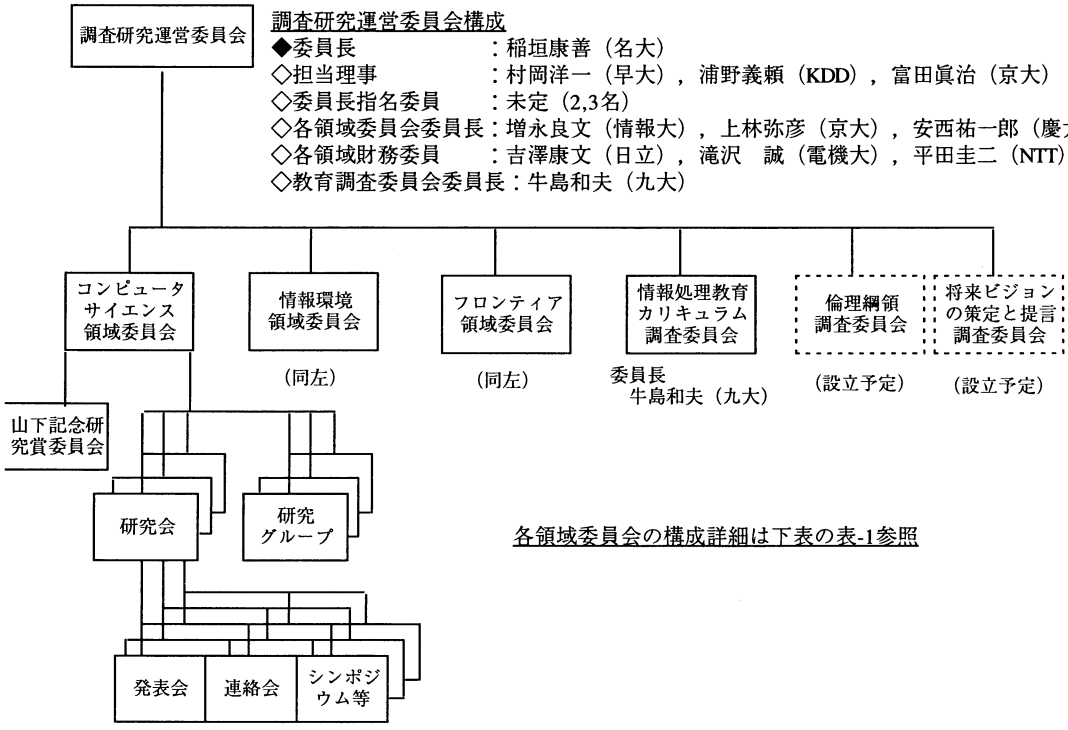 調査研究運営委員会
調査研究運営委員会構成
◆委員長　　　　　　：稲垣康善（名大）
◇担当理事　　　　　：村岡洋一（早大），浦野義頼（KDD），富田眞治（京大）
◇委員長指名委員　　：未定（2,3名）
◇各領域委員会委員長：増永良文（情報大），上林弥彦（京大），安西祐一郎（慶
◇各領域財務委員　　：吉澤康文（日立），滝沢　誠（電機大），平田圭二（NTT）
◇教育調査委員会委員長：牛島和夫（九大）
コンピュータ
サイエンス
領域委員会
情報環境
領域委員会
（同左）
フロンティア
領域委員会
（同左）
情報処理教育
カリキュラム
調査委員会
委員長
牛島和夫（九大）
倫理綱領
調査委員会
（設立予定）
将来ビジョン
の策定と提言
調査委員会
（設立予定）
山下記念研
究賞委員会
研究会
研究
グループ
各領域委員会の構成詳細は下表の表-1参照
発表会
連絡会
シンポジ
ウム等